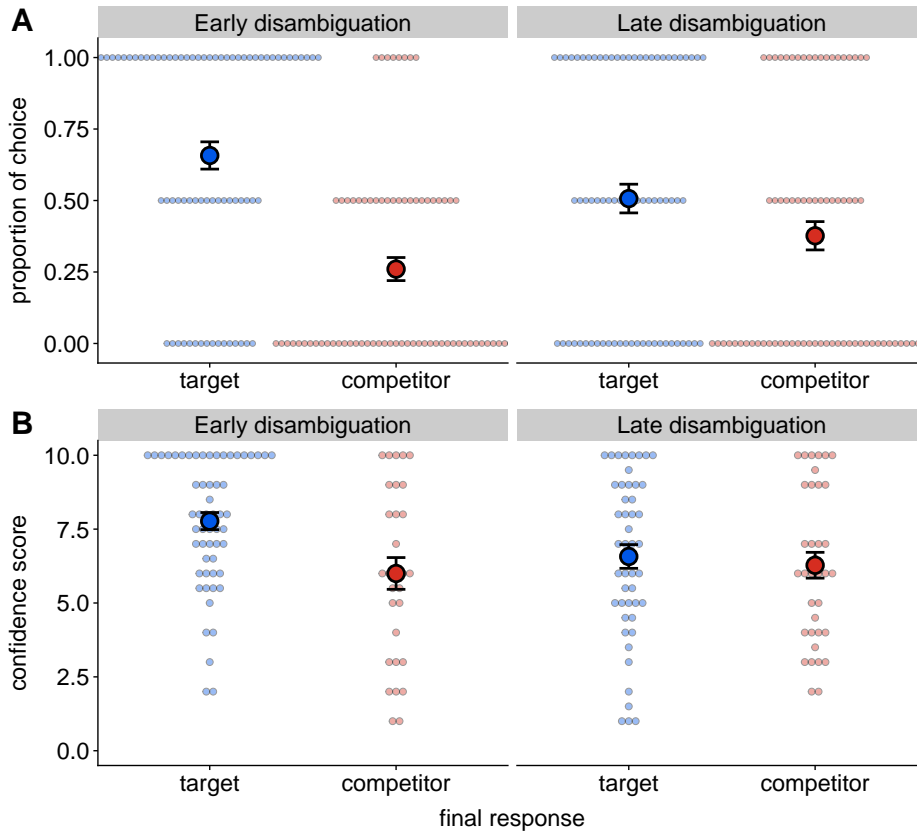 A
Early disambiguation
Late disambiguation
proportion of choice
1.00
0.75
0.50
0.25
0.00
target
competitor
target
competitor
B
Early disambiguation
Late disambiguation
confidence score
10.0
7.5
5.0
2.5
0.0
target
competitor
target
competitor
final response